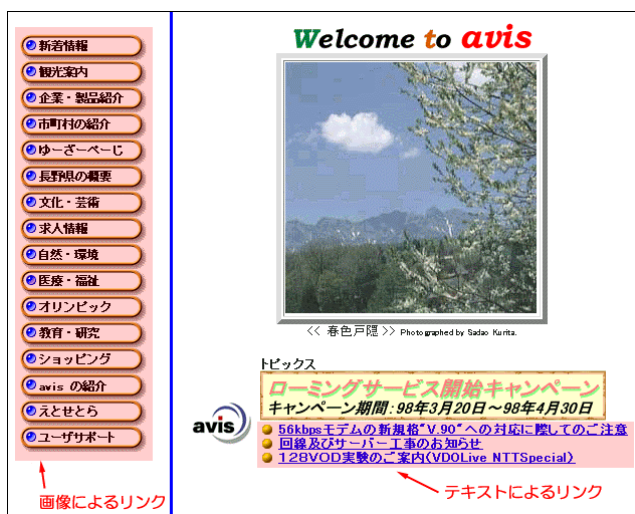 新着情報
観光案内
企業・製品紹介
市町村の紹介
ゆーざーぺーじ
長野県の概要
文化・芸術
求人情報
自然・環境
医療・福祉
オリンピック
教育・研究
ショッピング
avis の紹介
えとせとら
ユーザサポート
画像によるリンク
Welcome to avis
<< 春色戸隠 >> Photographed by Sadao Kurita.
トピックス
ローミングサービス開始キャンペーン
キャンペーン期間:98年3月20日~98年4月30日
avis
56kbpsモデムの新規格"V.90"への対応に際してのご注意
回線及びサーバー工事のお知らせ
128VOD実験のご案内(VDOLive NTTSpecial)
テキストによるリンク